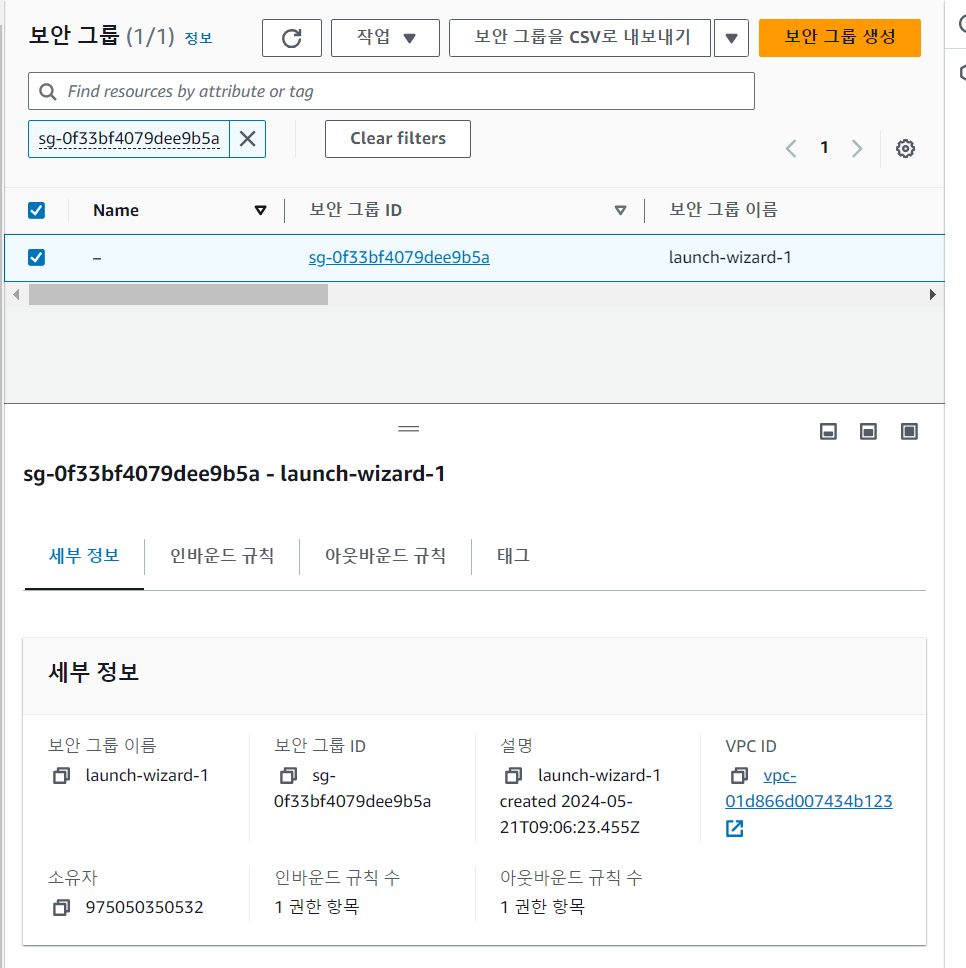 보안 그룹 (1/1) 정보
작업
보안 그룹을 CSV로 내보내기
보안 그룹 생성
Find resources by attribute or tag
sg-0f33bf4079dee9b5a
Clear filters
1
Name 보안 그룹 ID 보안 그룹 이름
– sg-0f33bf4079dee9b5a launch-wizard-1
sg-0f33bf4079dee9b5a - launch-wizard-1
세부 정보 인바운드 규칙 아웃바운드 규칙 태그
세부 정보
보안 그룹 이름
launch-wizard-1
보안 그룹 ID
sg-
0f33bf4079dee9b5a
설명
launch-wizard-1
created 2024-05-
21T09:06:23.455Z
VPC ID
vpc-
01d866d007434b123
소유자
975050350532
인바운드 규칙 수
1 권한 항목
아웃바운드 규칙 수
1 권한 항목